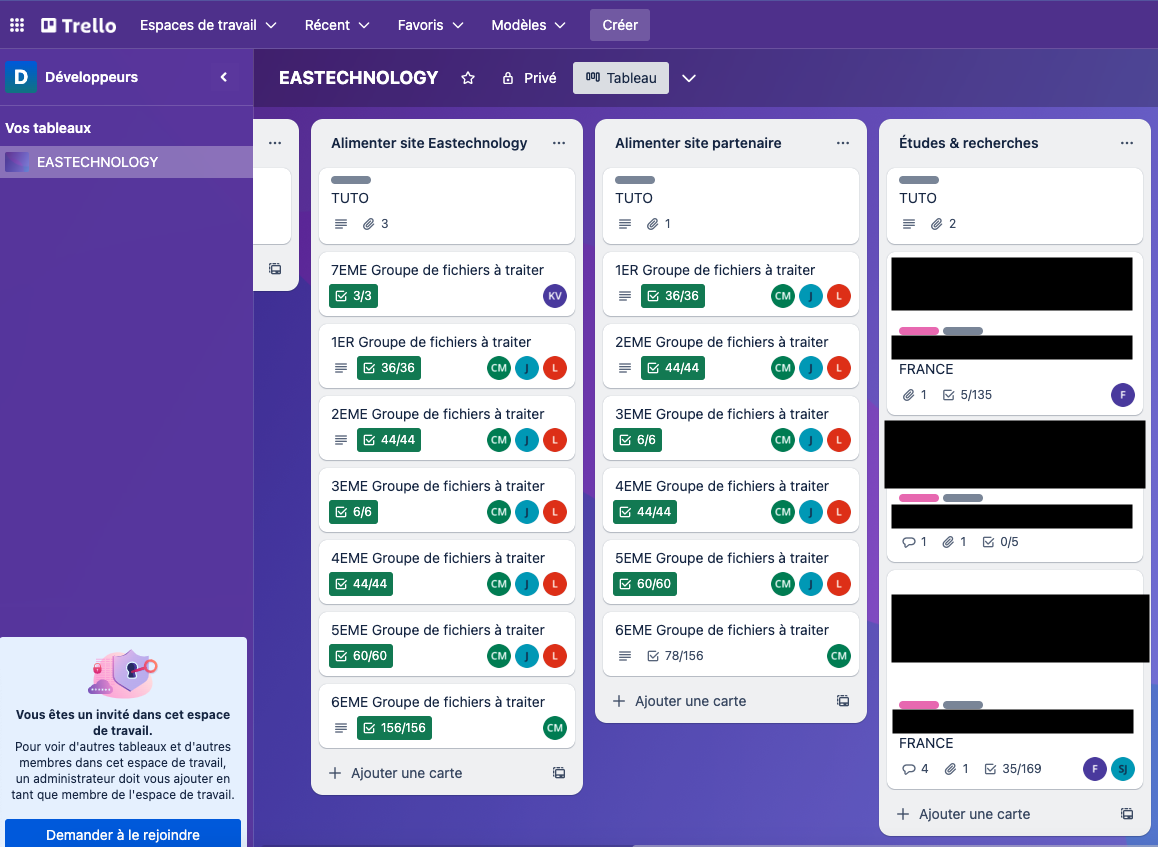 Trello
Espaces de travail
Récent
Favoris
Modèles
Créer
D
Développeurs
Vos tableaux
EASTECHNOLOGY
Vous êtes un invité dans cet espace
de travail.
Pour voir d'autres tableaux et d'autres
membres dans cet espace de travail,
un administrateur doit vous ajouter en
tant que membre de l'espace de travail.
Demander à le rejoindre
EASTECHNOLOGY
Privé
Tableau
Alimenter site Eastechnology
TUTO
3
7EME Groupe de fichiers à traiter
3/3 KV
1ER Groupe de fichiers à traiter
36/36 CM J L
2EME Groupe de fichiers à traiter
44/44 CM J L
3EME Groupe de fichiers à traiter
6/6 CM J L
4EME Groupe de fichiers à traiter
44/44 CM J L
5EME Groupe de fichiers à traiter
60/60 CM J L
6EME Groupe de fichiers à traiter
156/156 CM
Ajouter une carte
Alimenter site partenaire
TUTO
1
1ER Groupe de fichiers à traiter
36/36 CM J L
2EME Groupe de fichiers à traiter
44/44 CM J L
3EME Groupe de fichiers à traiter
6/6 CM J L
4EME Groupe de fichiers à traiter
44/44 CM J L
5EME Groupe de fichiers à traiter
60/60 CM J L
6EME Groupe de fichiers à traiter
78/156 CM
Ajouter une carte
Études & recherches
TUTO
2
FRANCE
1 5/135 F
1 1 0/5
FRANCE
4 1 35/169 F SJ
Ajouter une carte